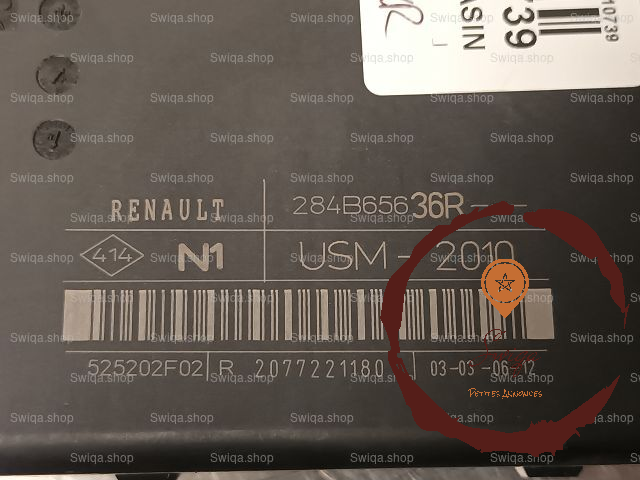 10739
739
ASIN
RENAULT 284B65636R---
414 N1 USM - 2010
525202F02 R 2077221180 03-03-06-12
PETITES ANNONCES
Swiqa.shop